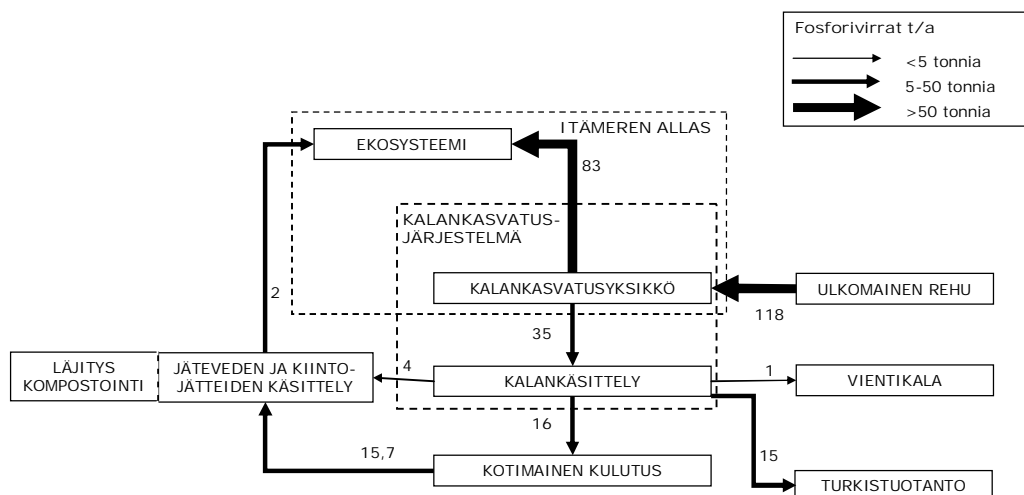 Fosforivirrat t/a
<5 tonnia
5-50 tonnia
>50 tonnia
ITÄMEREN ALLAS
EKOSYSTEEMI
83
KALANKASVATUS-
JÄRJESTELMÄ
2
KALANKASVATUSYKSIKKÖ
ULKOMAINEN REHU
118
35
LÄJITYS
KOMPOSTOINTI
JÄTEVEDEN JA KIINTO-
JÄTTEIDEN KÄSITTELY
4
KALANKÄSITTELY
1
VIENTIKALA
16
15,7
15
KOTIMAINEN KULUTUS
TURKISTUOTANTO